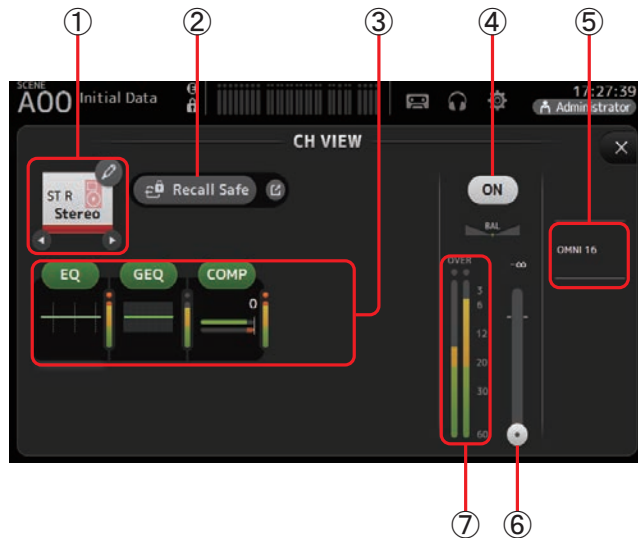 ① ② ③ ④ ⑤
SCENE
A00 Initial Data
17:27:39
Administrator
CH VIEW
ST R
Stereo
Recall Safe
ON
BAL
OMNI 16
EQ GEQ COMP
0
OVER
-∞
3
6
12
20
30
60
⑦ ⑥